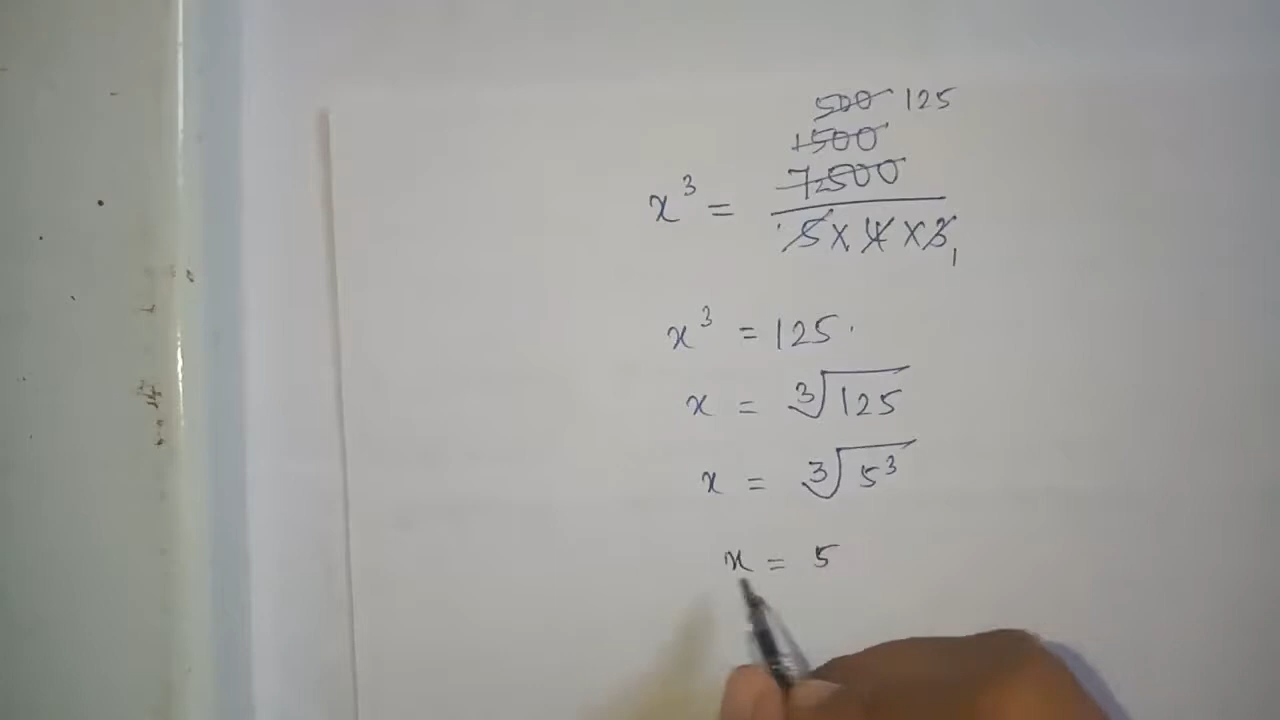 500 125
1500
x³ = 7500
5 x 4 x 3 1
x³ = 125.
x = ³√125
x = ³√5³
x = 5